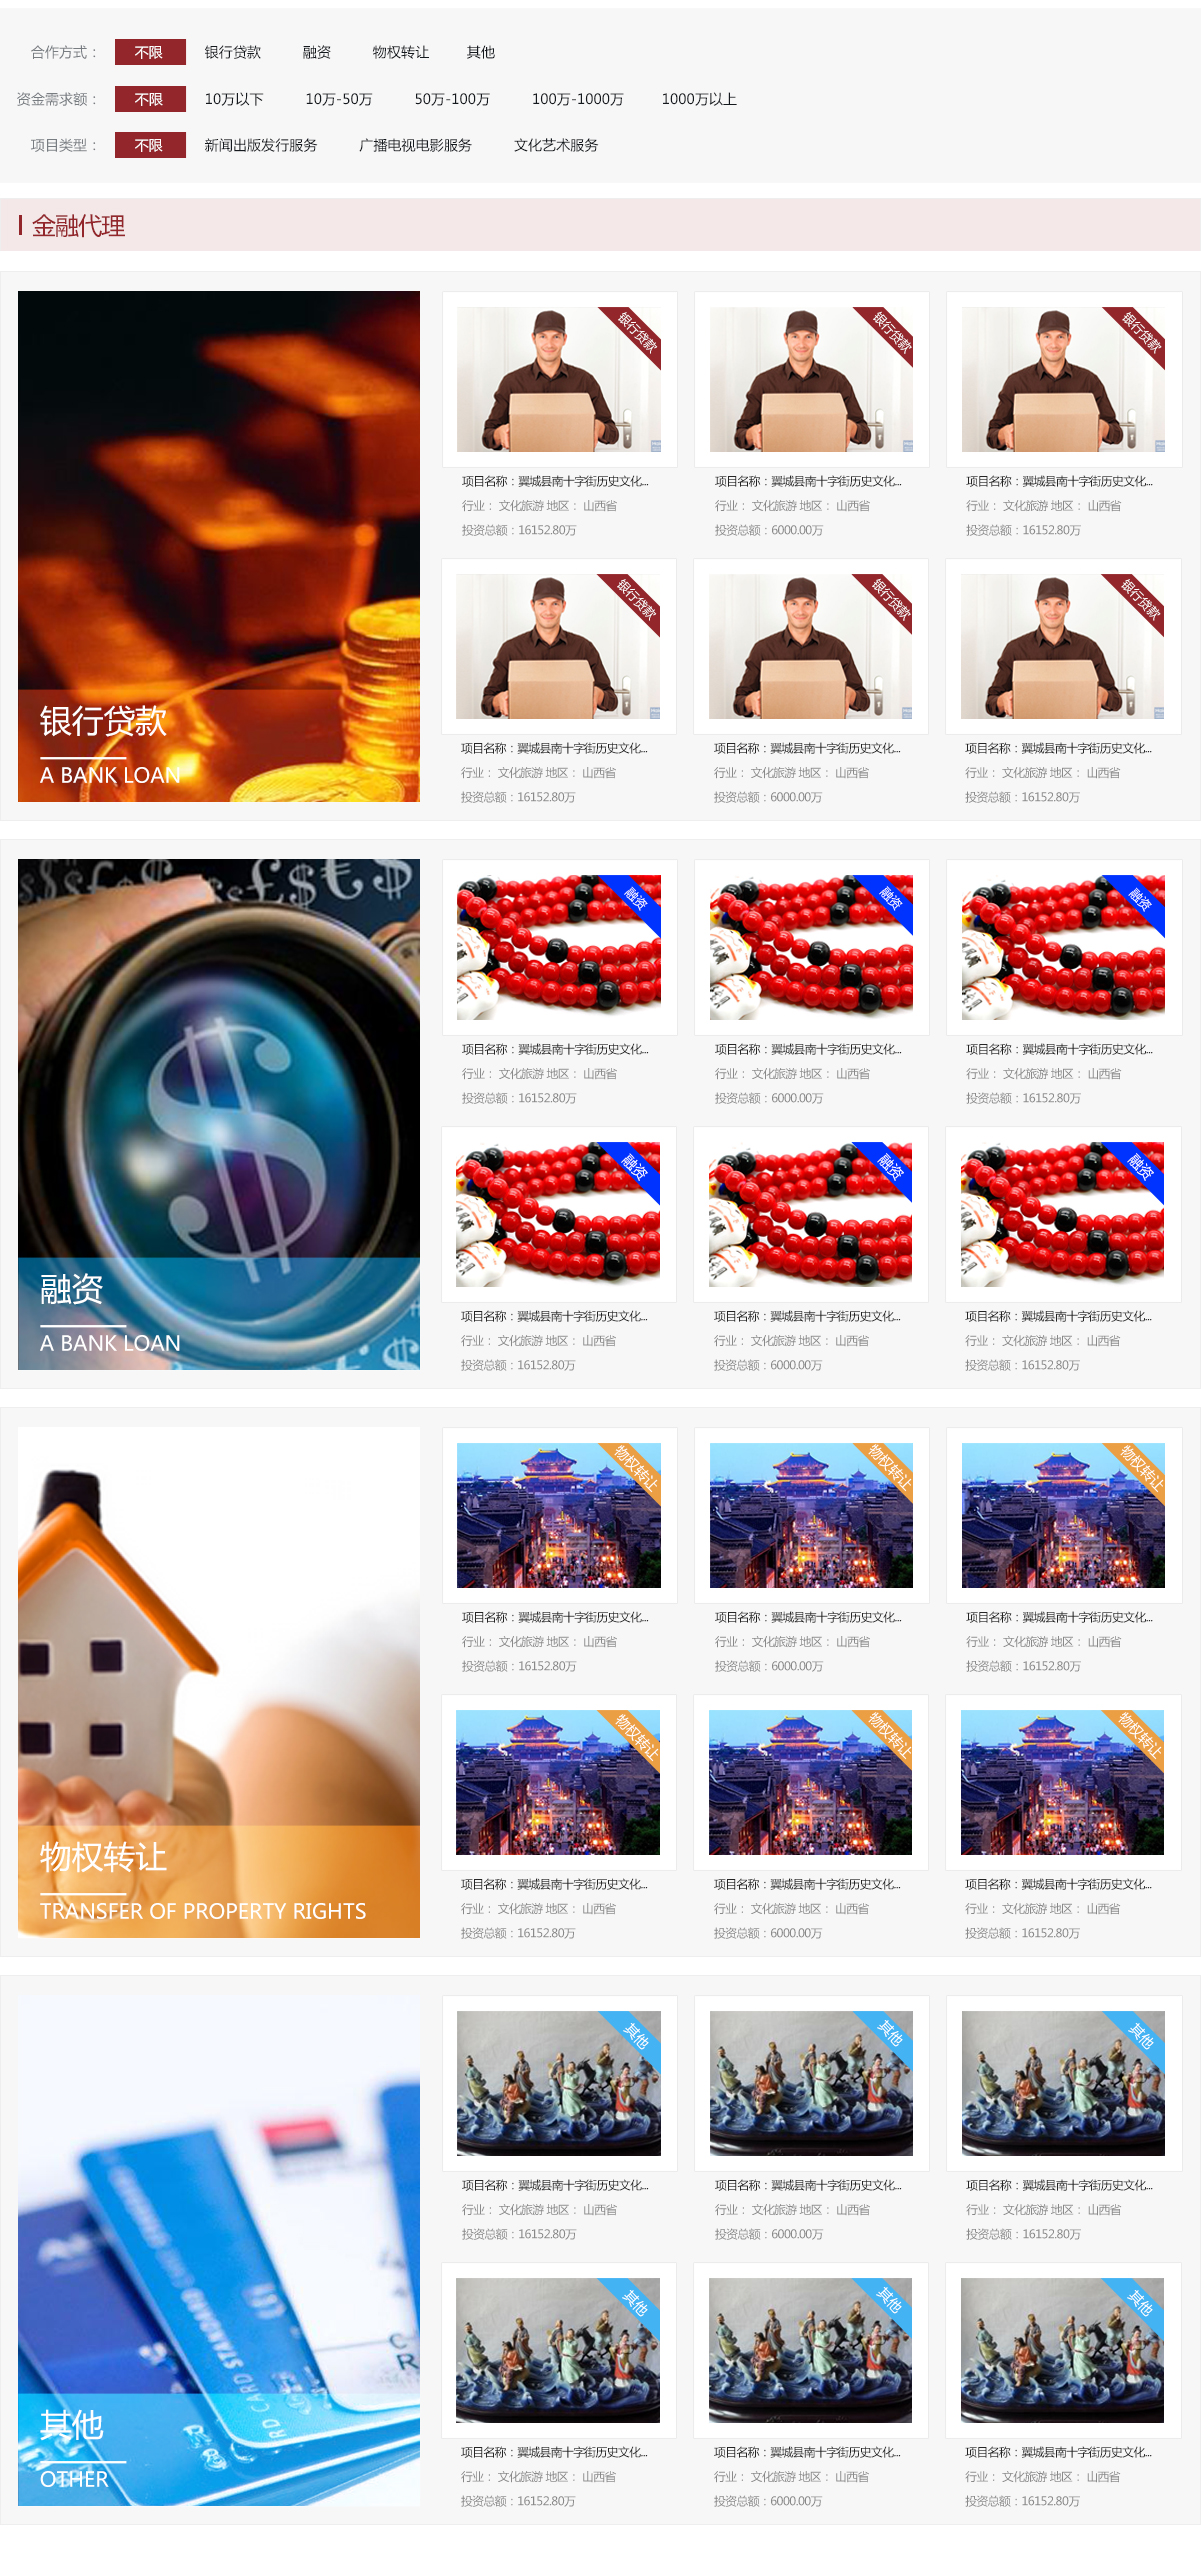 合作方式： 不限 银行贷款 融资 物权转让 其他
资金需求额： 不限 10万以下 10万-50万 50万-100万 100万-1000万 1000万以上
项目类型： 不限 新闻出版发行服务 广播电视电影服务 文化艺术服务
金融代理
银行贷款
A BANK LOAN
银行贷款 银行贷款 银行贷款
项目名称：翼城县南十字街历史文化... 项目名称：翼城县南十字街历史文化... 项目名称：翼城县南十字街历史文化...
行业： 文化旅游 地区： 山西省 行业： 文化旅游 地区： 山西省 行业： 文化旅游 地区： 山西省
投资总额：16152.80万 投资总额：6000.00万 投资总额：16152.80万
银行贷款 银行贷款 银行贷款
项目名称：翼城县南十字街历史文化... 项目名称：翼城县南十字街历史文化... 项目名称：翼城县南十字街历史文化...
行业： 文化旅游 地区： 山西省 行业： 文化旅游 地区： 山西省 行业： 文化旅游 地区： 山西省
投资总额：16152.80万 投资总额：6000.00万 投资总额：16152.80万
融资
A BANK LOAN
融资 融资 融资
项目名称：翼城县南十字街历史文化... 项目名称：翼城县南十字街历史文化... 项目名称：翼城县南十字街历史文化...
行业： 文化旅游 地区： 山西省 行业： 文化旅游 地区： 山西省 行业： 文化旅游 地区： 山西省
投资总额：16152.80万 投资总额：6000.00万 投资总额：16152.80万
融资 融资 融资
项目名称：翼城县南十字街历史文化... 项目名称：翼城县南十字街历史文化... 项目名称：翼城县南十字街历史文化...
行业： 文化旅游 地区： 山西省 行业： 文化旅游 地区： 山西省 行业： 文化旅游 地区： 山西省
投资总额：16152.80万 投资总额：6000.00万 投资总额：16152.80万
物权转让
TRANSFER OF PROPERTY RIGHTS
物权转让 物权转让 物权转让
项目名称：翼城县南十字街历史文化... 项目名称：翼城县南十字街历史文化... 项目名称：翼城县南十字街历史文化...
行业： 文化旅游 地区： 山西省 行业： 文化旅游 地区： 山西省 行业： 文化旅游 地区： 山西省
投资总额：16152.80万 投资总额：6000.00万 投资总额：16152.80万
物权转让 物权转让 物权转让
项目名称：翼城县南十字街历史文化... 项目名称：翼城县南十字街历史文化... 项目名称：翼城县南十字街历史文化...
行业： 文化旅游 地区： 山西省 行业： 文化旅游 地区： 山西省 行业： 文化旅游 地区： 山西省
投资总额：16152.80万 投资总额：6000.00万 投资总额：16152.80万
其他
OTHER
其他 其他 其他
项目名称：翼城县南十字街历史文化... 项目名称：翼城县南十字街历史文化... 项目名称：翼城县南十字街历史文化...
行业： 文化旅游 地区： 山西省 行业： 文化旅游 地区： 山西省 行业： 文化旅游 地区： 山西省
投资总额：16152.80万 投资总额：6000.00万 投资总额：16152.80万
其他 其他 其他
项目名称：翼城县南十字街历史文化... 项目名称：翼城县南十字街历史文化... 项目名称：翼城县南十字街历史文化...
行业： 文化旅游 地区： 山西省 行业： 文化旅游 地区： 山西省 行业： 文化旅游 地区： 山西省
投资总额：16152.80万 投资总额：6000.00万 投资总额：16152.80万